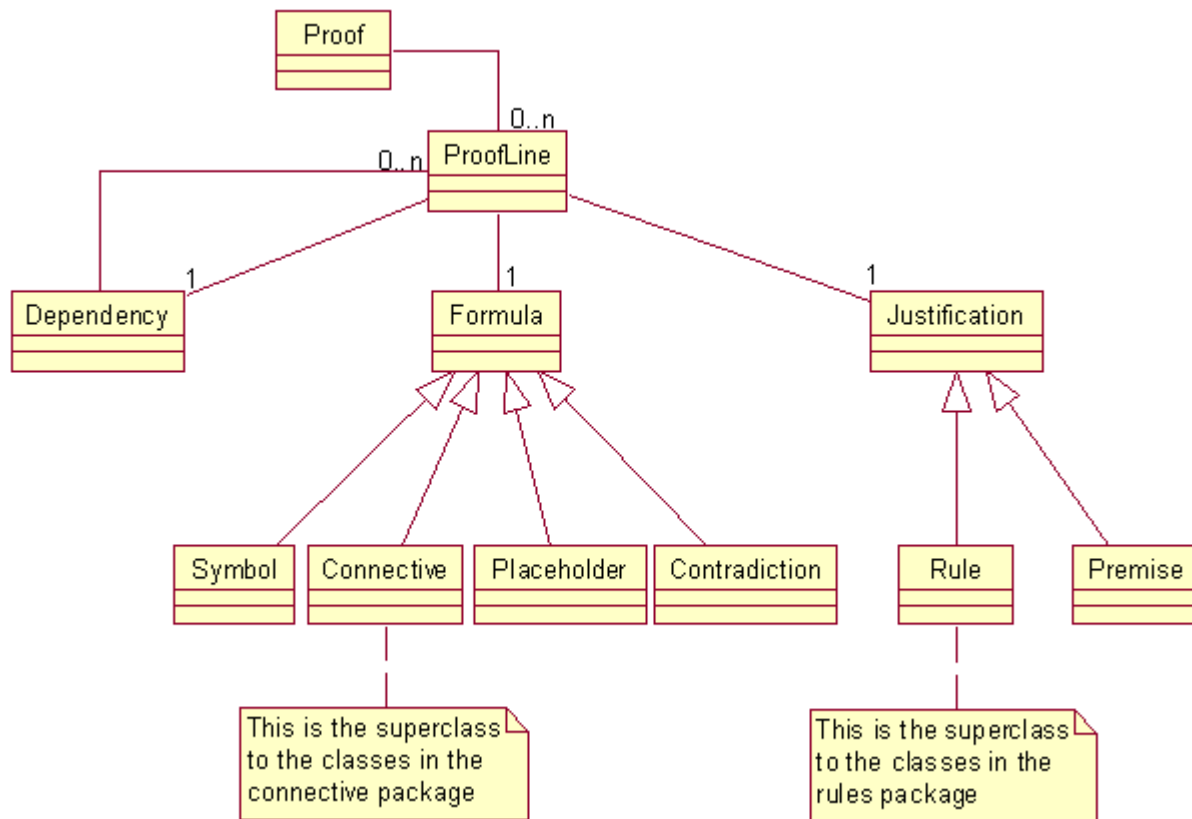 Proof
0..n
ProofLine
0..n
1
1
1
Dependency
Formula
Justification
Symbol
Connective
Placeholder
Contradiction
Rule
Premise
This is the superclass
to the classes in the
connective package
This is the superclass
to the classes in the
rules package